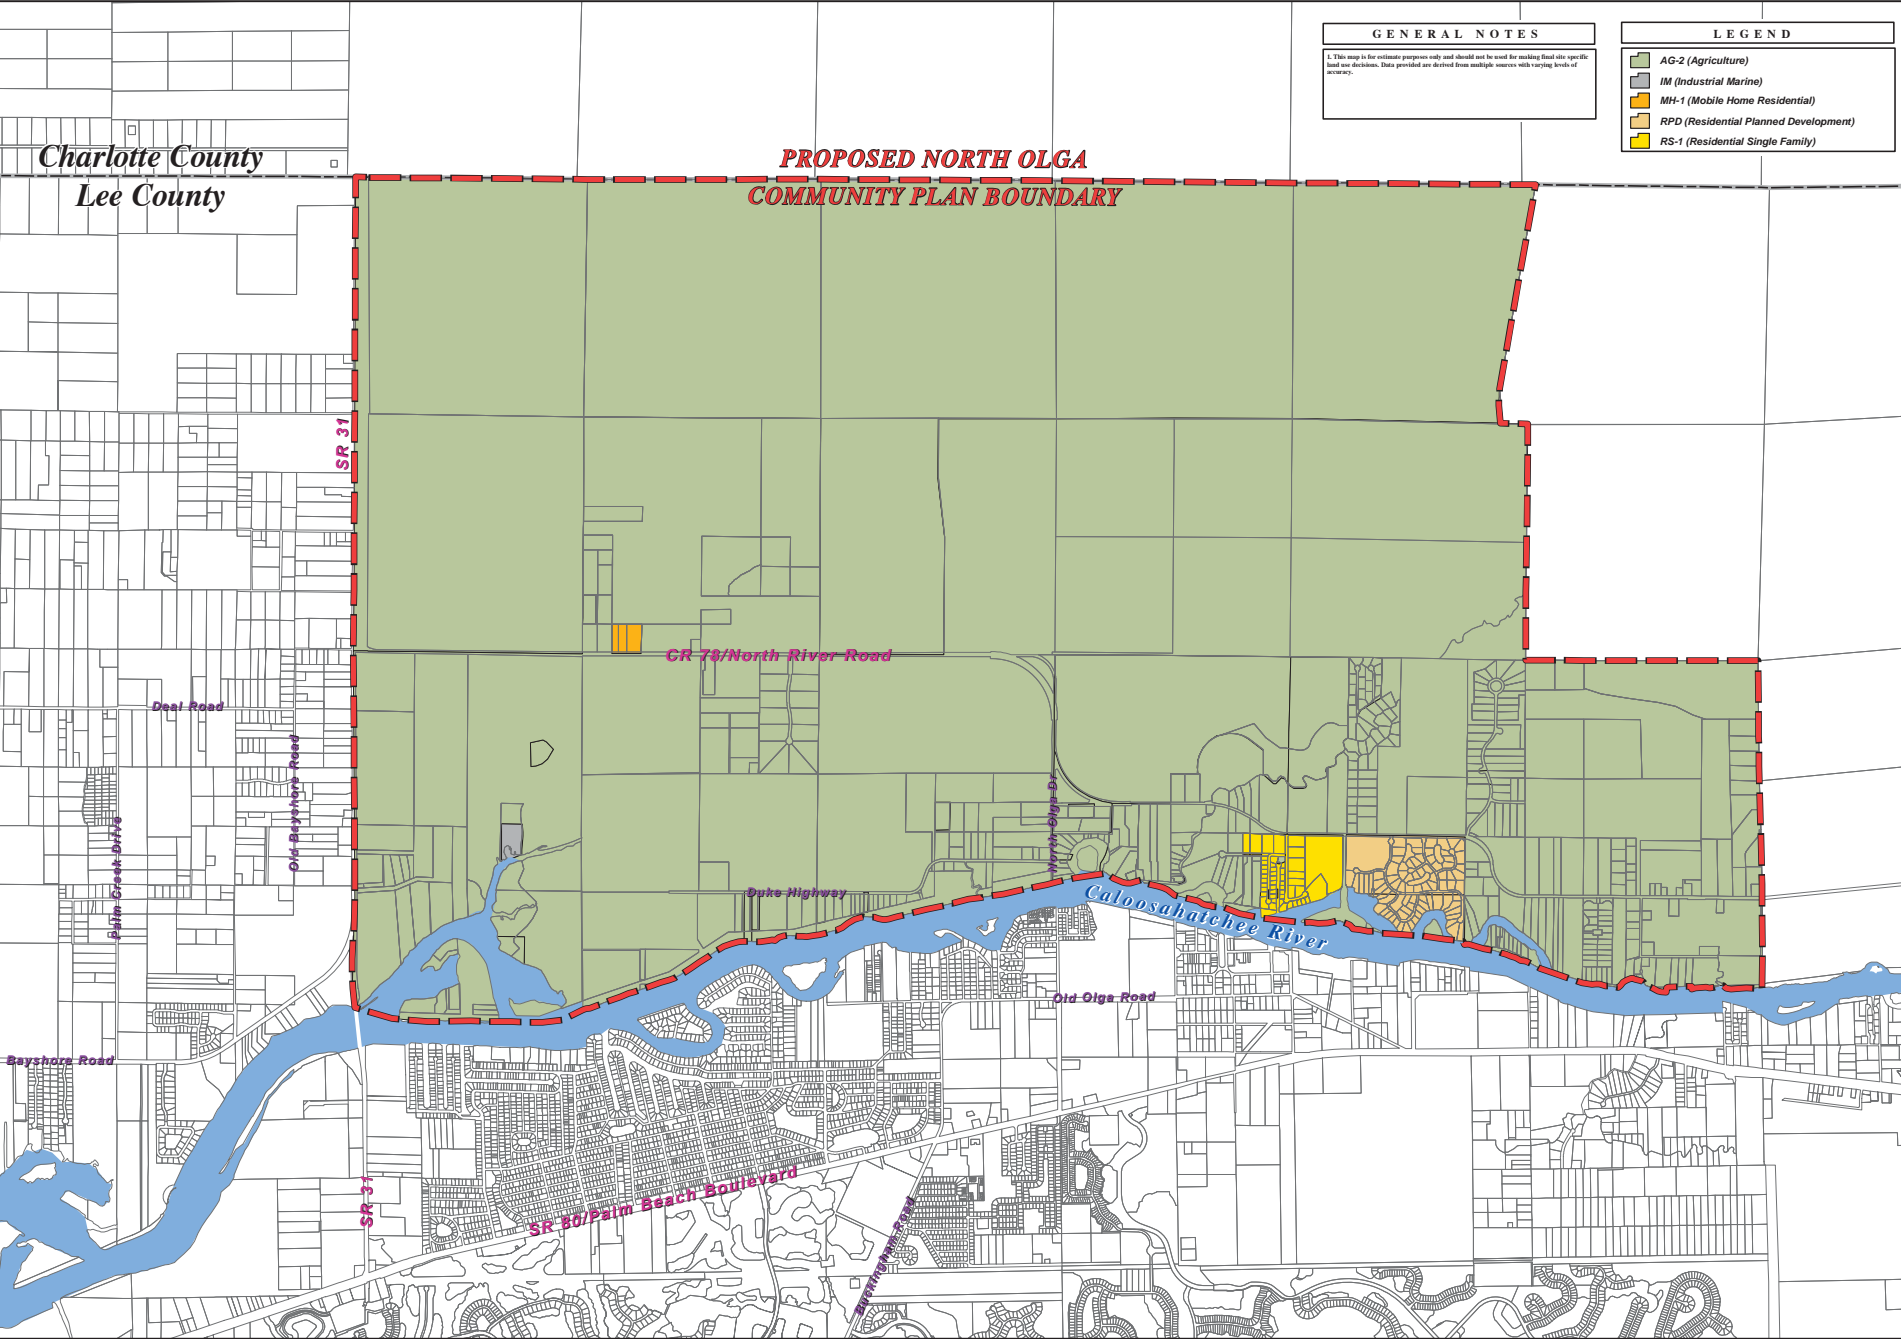 GENERAL NOTES
1. This map is for estimate purposes only and should not be used for making final site specific
land use decisions. Data provided are derived from multiple sources with varying levels of
accuracy.
LEGEND
AG-2 (Agriculture)
IM (Industrial Marine)
MH-1 (Mobile Home Residential)
RPD (Residential Planned Development)
RS-1 (Residential Single Family)
Charlotte County
Lee County
PROPOSED NORTH OLGA
COMMUNITY PLAN BOUNDARY
SR 31
CR 78/North River Road
Deal Road
Old Bayshore Road
Palm Creek Drive
North Olga Dr
Duke Highway
Caloosahatchee River
Old Olga Road
Bayshore Road
SR 31
SR 80/Palm Beach Boulevard
Buckingham Road